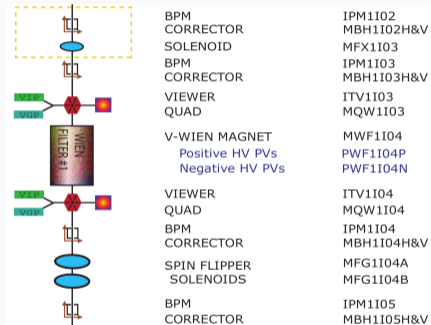 BPM IPM1I02
CORRECTOR MBH1I02H&V
SOLENOID MFX1I03
BPM IPM1I03
CORRECTOR MBH1I03H&V
VIP VIEWER ITV1I03
VGP QUAD MQW1I03
WIEN FILTER #1
V-WIEN MAGNET MWF1I04
Positive HV PVs PWF1I04P
Negative HV PVs PWF1I04N
VIP VIEWER ITV1I04
VGP QUAD MQW1I04
BPM IPM1I04
CORRECTOR MBH1I04H&V
SPIN FLIPPER MFG1I04A
SOLENOIDS MFG1I04B
BPM IPM1I05
CORRECTOR MBH1I05H&V